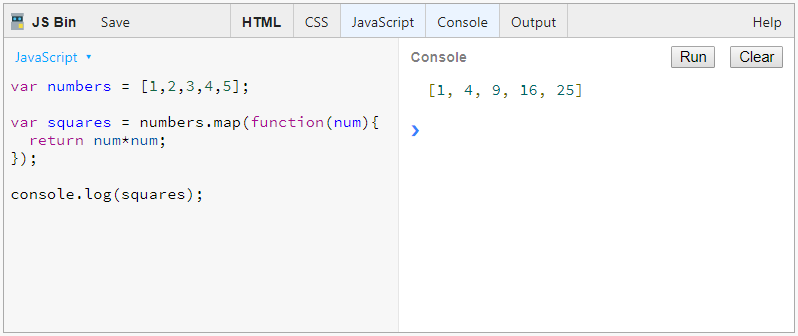 JS Bin Save HTML CSS JavaScript Console Output Help
JavaScript
var numbers = [1,2,3,4,5];
var squares = numbers.map(function(num){
  return num*num;
});
console.log(squares);
Console Run Clear
[1, 4, 9, 16, 25]